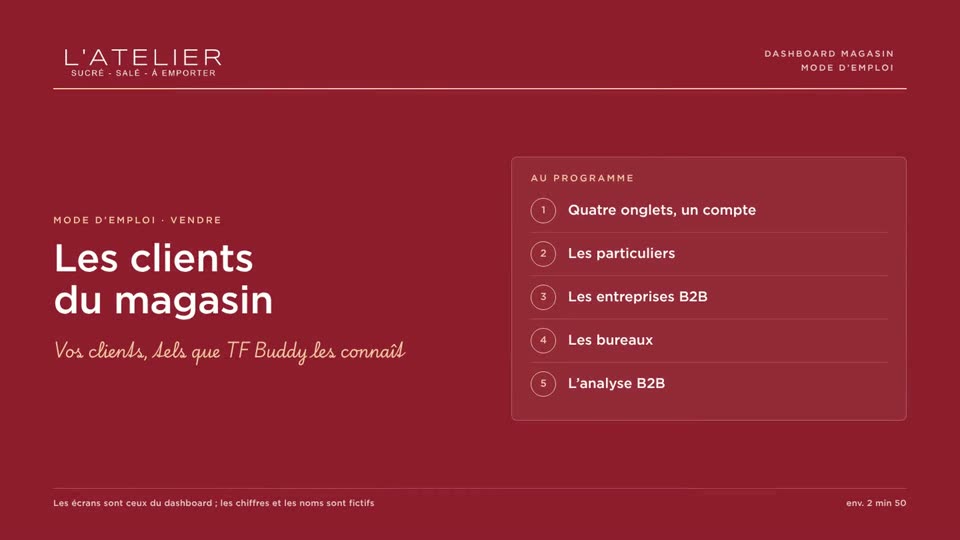 L'ATELIER
SUCRÉ - SALÉ - À EMPORTER
DASHBOARD MAGASIN
MODE D'EMPLOI
MODE D'EMPLOI · VENDRE
Les clients
du magasin
Vos clients, tels que TF Buddy les connaît
AU PROGRAMME
1 Quatre onglets, un compte
2 Les particuliers
3 Les entreprises B2B
4 Les bureaux
5 L'analyse B2B
Les écrans sont ceux du dashboard ; les chiffres et les noms sont fictifs
env. 2 min 50